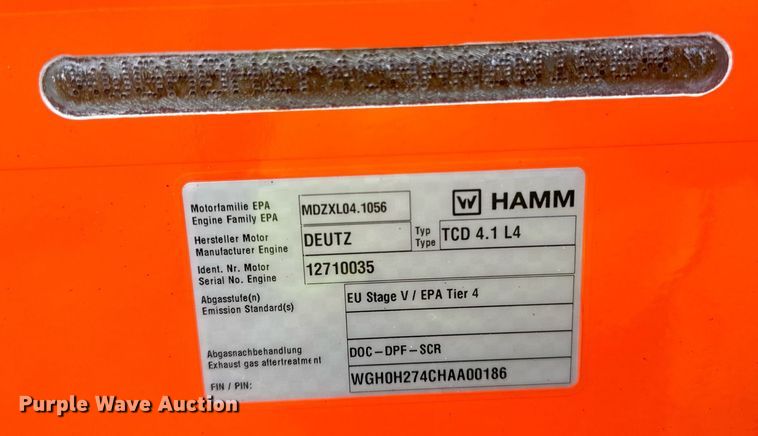 HAMM
Motorfamilie EPA
Engine Family EPA
MDZXL04.1056
Hersteller Motor
Manufacturer Engine
DEUTZ
Typ
Type
TCD 4.1 L4
Ident. Nr. Motor
Serial No. Engine
12710035
Abgasstufe(n)
Emission Standard(s)
EU Stage V / EPA Tier 4
Abgasnachbehandlung
Exhaust gas aftertreatment
DOC-DPF-SCR
FIN / PIN:
WGH0H274CHAA00186
Purple Wave Auction